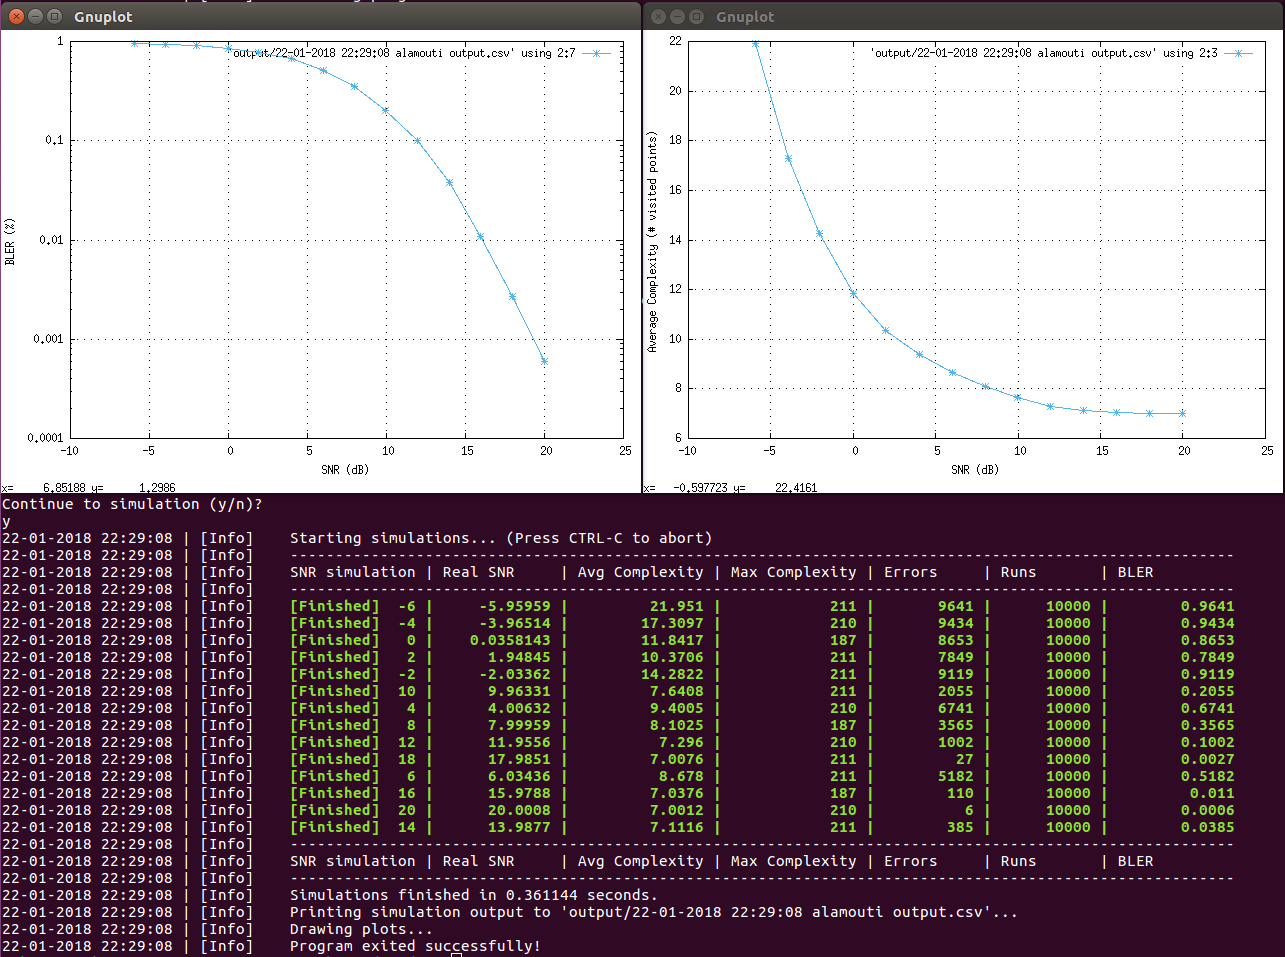 Gnuplot
1
'output/22-01-2018 22:29:08 alamouti output.csv' using 2:7
0.1
0.01
0.001
0.0001
BLER (%)
-10 -5 0 5 10 15 20 25
SNR (dB)
x= 6.85188 y= 1.2986
Gnuplot
22
'output/22-01-2018 22:29:08 alamouti output.csv' using 2:3
20
18
16
14
12
10
8
6
Average Complexity (# visited points)
-10 -5 0 5 10 15 20 25
SNR (dB)
x= -0.597723 y= 22.4161
Continue to simulation (y/n)?
y
22-01-2018 22:29:08 | [Info] Starting simulations... (Press CTRL-C to abort)
22-01-2018 22:29:08 | [Info] ---------------------------------------------------------------------------------------------------------
22-01-2018 22:29:08 | [Info] SNR simulation | Real SNR | Avg Complexity | Max Complexity | Errors | Runs | BLER
22-01-2018 22:29:08 | [Info] ---------------------------------------------------------------------------------------------------------
22-01-2018 22:29:08 | [Info] [Finished] -6 | -5.95959 | 21.951 | 211 | 9641 | 10000 | 0.9641
22-01-2018 22:29:08 | [Info] [Finished] -4 | -3.96514 | 17.3097 | 210 | 9434 | 10000 | 0.9434
22-01-2018 22:29:08 | [Info] [Finished] 0 | 0.0358143 | 11.8417 | 187 | 8653 | 10000 | 0.8653
22-01-2018 22:29:08 | [Info] [Finished] 2 | 1.94845 | 10.3706 | 211 | 7849 | 10000 | 0.7849
22-01-2018 22:29:08 | [Info] [Finished] -2 | -2.03362 | 14.2822 | 211 | 9119 | 10000 | 0.9119
22-01-2018 22:29:08 | [Info] [Finished] 10 | 9.96331 | 7.6408 | 211 | 2055 | 10000 | 0.2055
22-01-2018 22:29:08 | [Info] [Finished] 4 | 4.00632 | 9.4005 | 210 | 6741 | 10000 | 0.6741
22-01-2018 22:29:08 | [Info] [Finished] 8 | 7.99959 | 8.1025 | 187 | 3565 | 10000 | 0.3565
22-01-2018 22:29:08 | [Info] [Finished] 12 | 11.9556 | 7.296 | 210 | 1002 | 10000 | 0.1002
22-01-2018 22:29:08 | [Info] [Finished] 18 | 17.9851 | 7.0076 | 211 | 27 | 10000 | 0.0027
22-01-2018 22:29:08 | [Info] [Finished] 6 | 6.03436 | 8.678 | 211 | 5182 | 10000 | 0.5182
22-01-2018 22:29:08 | [Info] [Finished] 16 | 15.9788 | 7.0376 | 187 | 110 | 10000 | 0.011
22-01-2018 22:29:08 | [Info] [Finished] 20 | 20.0008 | 7.0012 | 210 | 6 | 10000 | 0.0006
22-01-2018 22:29:08 | [Info] [Finished] 14 | 13.9877 | 7.1116 | 211 | 385 | 10000 | 0.0385
22-01-2018 22:29:08 | [Info] ---------------------------------------------------------------------------------------------------------
22-01-2018 22:29:08 | [Info] SNR simulation | Real SNR | Avg Complexity | Max Complexity | Errors | Runs | BLER
22-01-2018 22:29:08 | [Info] ---------------------------------------------------------------------------------------------------------
22-01-2018 22:29:08 | [Info] Simulations finished in 0.361144 seconds.
22-01-2018 22:29:08 | [Info] Printing simulation output to 'output/22-01-2018 22:29:08 alamouti output.csv'...
22-01-2018 22:29:08 | [Info] Drawing plots...
22-01-2018 22:29:08 | [Info] Program exited successfully!